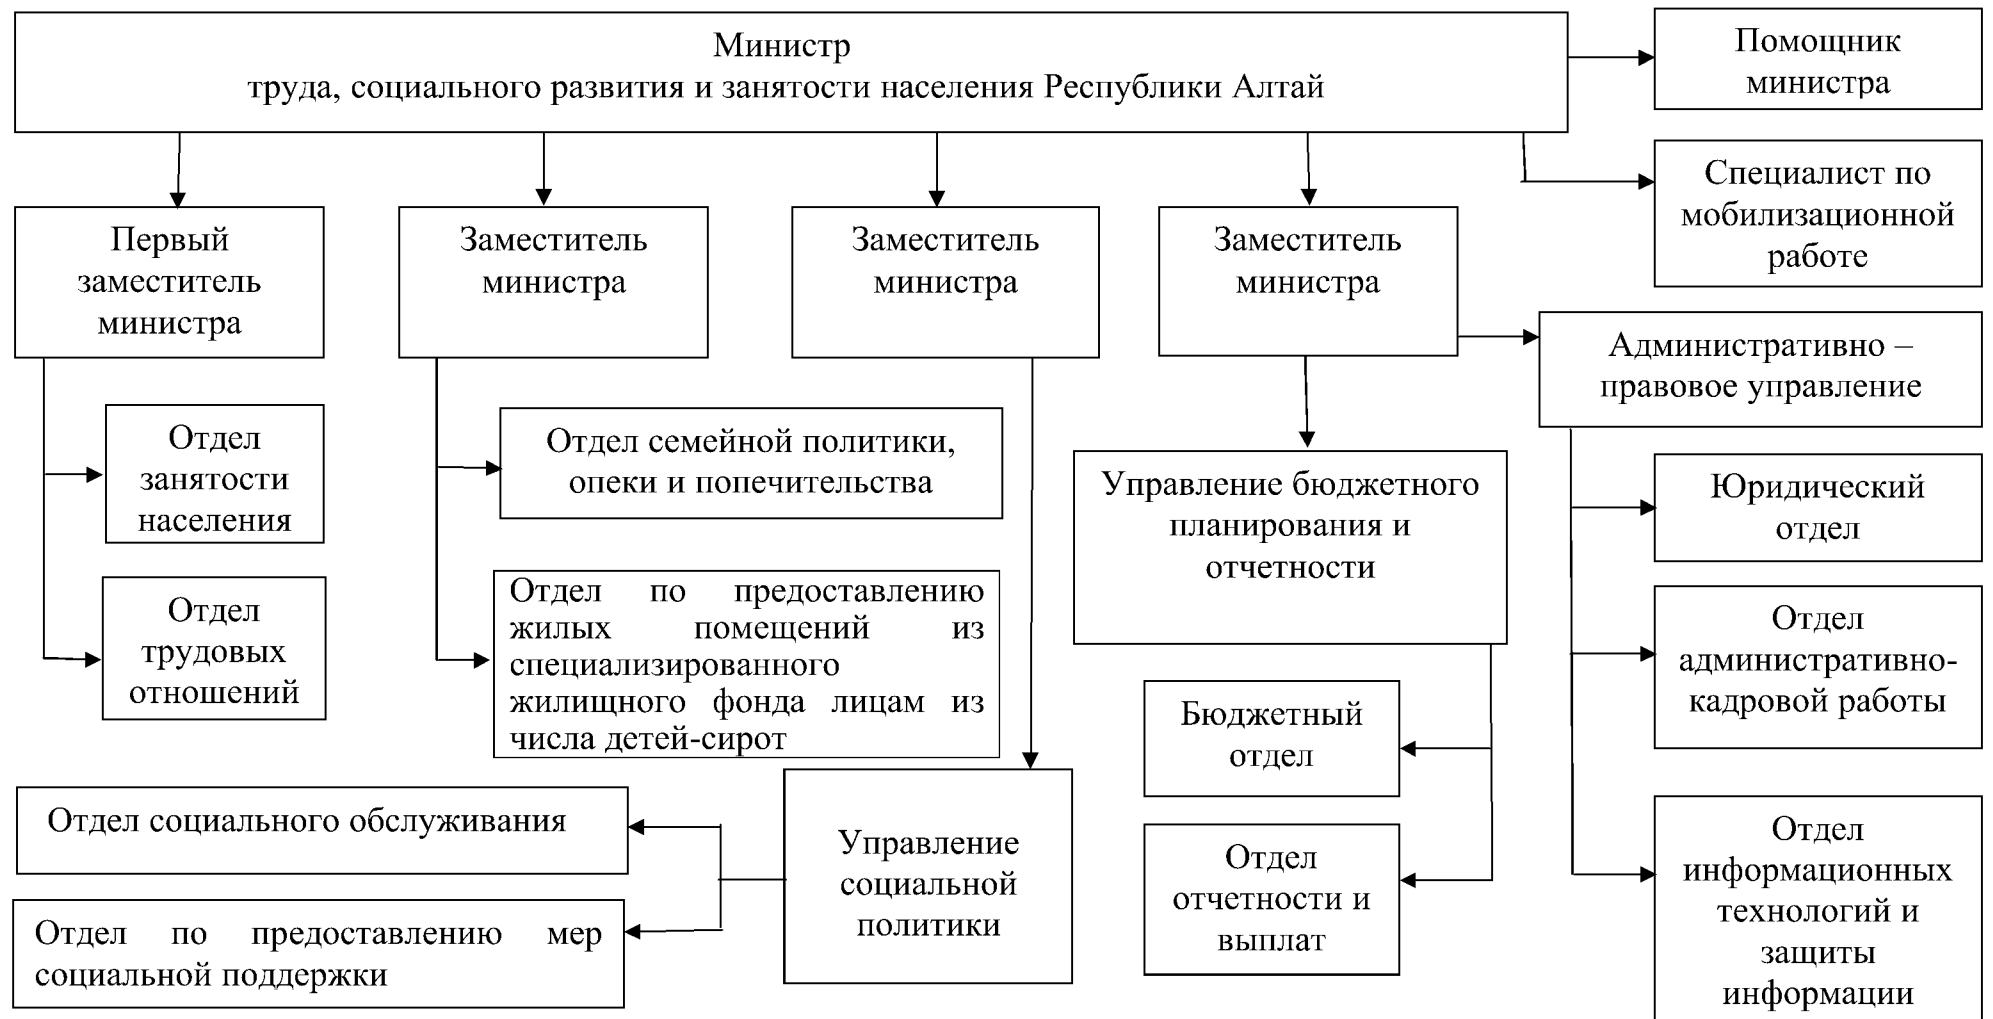 Министр
труда, социального развития и занятости населения Республики Алтай
Помощник
министра
Специалист по
мобилизационной
работе
Первый
заместитель
министра
Заместитель
министра
Заместитель
министра
Заместитель
министра
Административно –
правовое управление
Отдел
занятости
населения
Отдел семейной политики,
опеки и попечительства
Управление бюджетного
планирования и
отчетности
Юридический
отдел
Отдел
трудовых
отношений
Отдел по предоставлению
жилых помещений из
специализированного
жилищного фонда лицам из
числа детей-сирот
Отдел
административно-
кадровой работы
Бюджетный
отдел
Отдел социального обслуживания
Управление
социальной
политики
Отдел
отчетности и
выплат
Отдел
информационных
технологий и
защиты
информации
Отдел по предоставлению мер
социальной поддержки